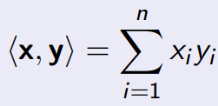 ⟨𝐱, 𝐲⟩ = ∑_{i=1}^{n} x_i y_i